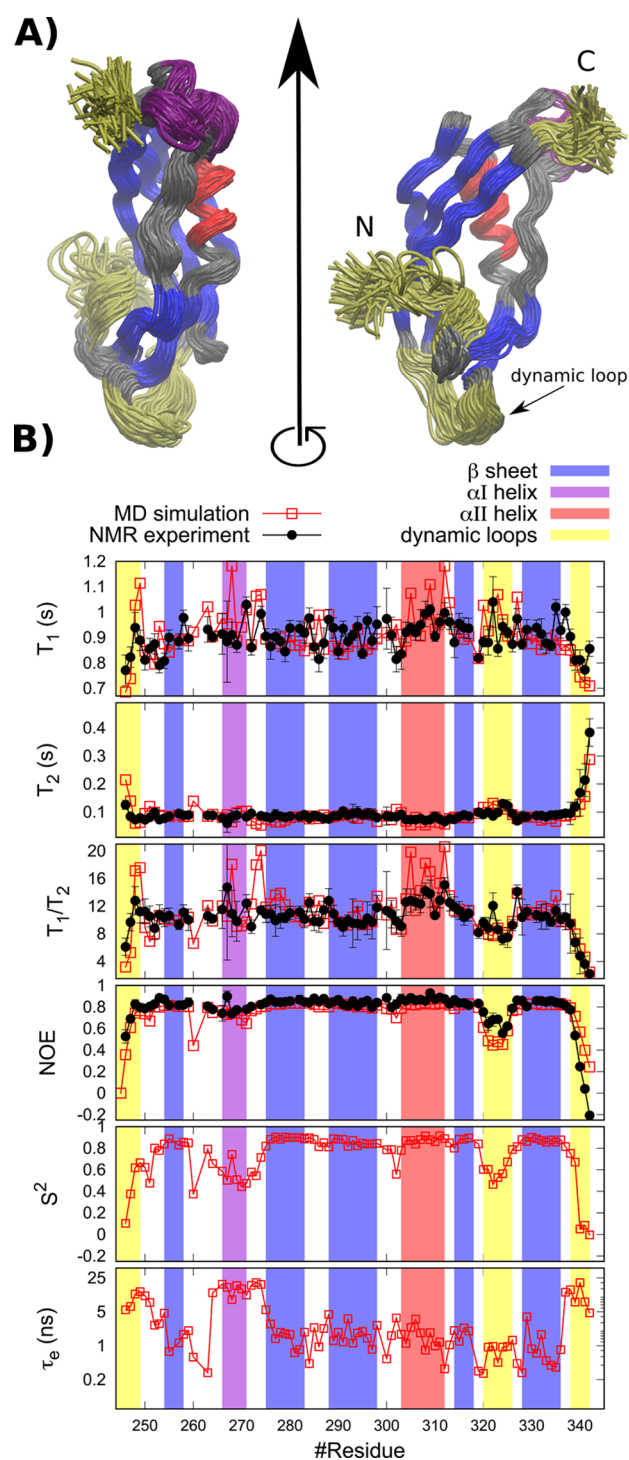 A)
C
N
dynamic loop
B)
β sheet
αI helix
MD simulation
αII helix
NMR experiment
dynamic loops
1.2
1.1
1
0.9
0.8
0.7
T1 (s)
0.4
0.3
0.2
0.1
T2 (s)
20
16
12
8
4
T1/T2
1
0.8
0.6
0.4
0.2
0
-0.2
NOE
1
0.8
0.6
0.4
0.2
0
-0.2
S2
25
5
1
0.2
τe (ns)
250 260 270 280 290 300 310 320 330 340
#Residue